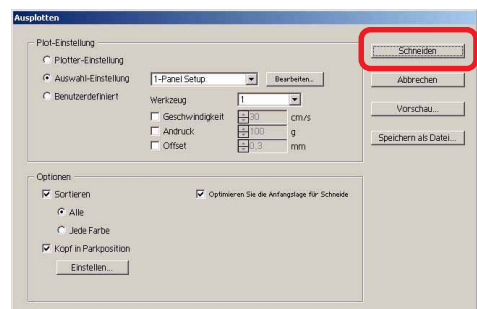 Ausplotten
Plot-Einstellung
Plotter-Einstellung
Auswahl-Einstellung 1-Panel Setup Bearbeiten...
Benutzerdefiniert Werkzeug 1
Geschwindigkeit 30 cm/s
Andruck 100 g
Offset 0,3 mm
Schneiden
Abbrechen
Vorschau...
Speichern als Datei...
Optionen
Sortieren Optimieren Sie die Anfangslage für Schneide
Alle
Jede Farbe
Kopf in Parkposition
Einstellen...